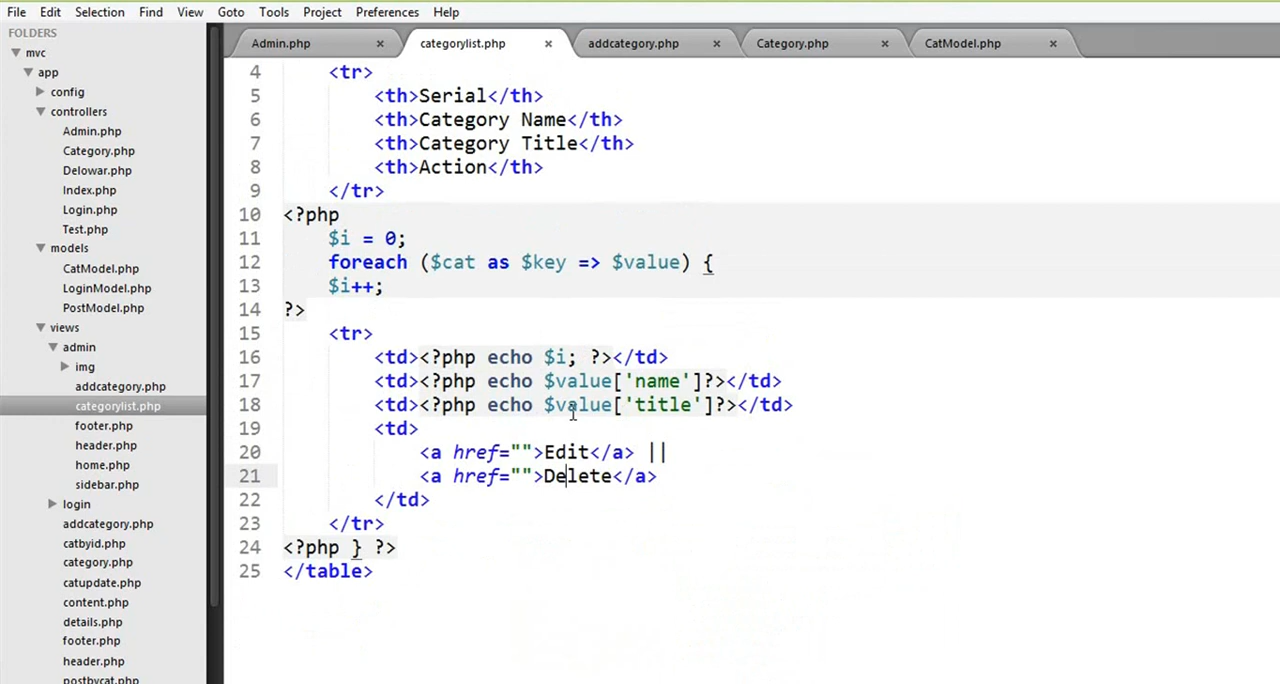 File Edit Selection Find View Goto Tools Project Preferences Help
FOLDERS
mvc
app
config
controllers
Admin.php
Category.php
Delowar.php
Index.php
Login.php
Test.php
models
CatModel.php
LoginModel.php
PostModel.php
views
admin
img
addcategory.php
categorylist.php
footer.php
header.php
home.php
sidebar.php
login
addcategory.php
catbyid.php
category.php
catupdate.php
content.php
details.php
footer.php
header.php
postbycat.php
Admin.php × categorylist.php × addcategory.php × Category.php × CatModel.php ×
4 <tr>
5 <th>Serial</th>
6 <th>Category Name</th>
7 <th>Category Title</th>
8 <th>Action</th>
9 </tr>
10 <?php
11 $i = 0;
12 foreach ($cat as $key => $value) {
13 $i++;
14 ?>
15 <tr>
16 <td><?php echo $i; ?></td>
17 <td><?php echo $value['name']?></td>
18 <td><?php echo $value['title']?></td>
19 <td>
20 <a href="">Edit</a> ||
21 <a href="">Delete</a>
22 </td>
23 </tr>
24 <?php } ?>
25 </table>